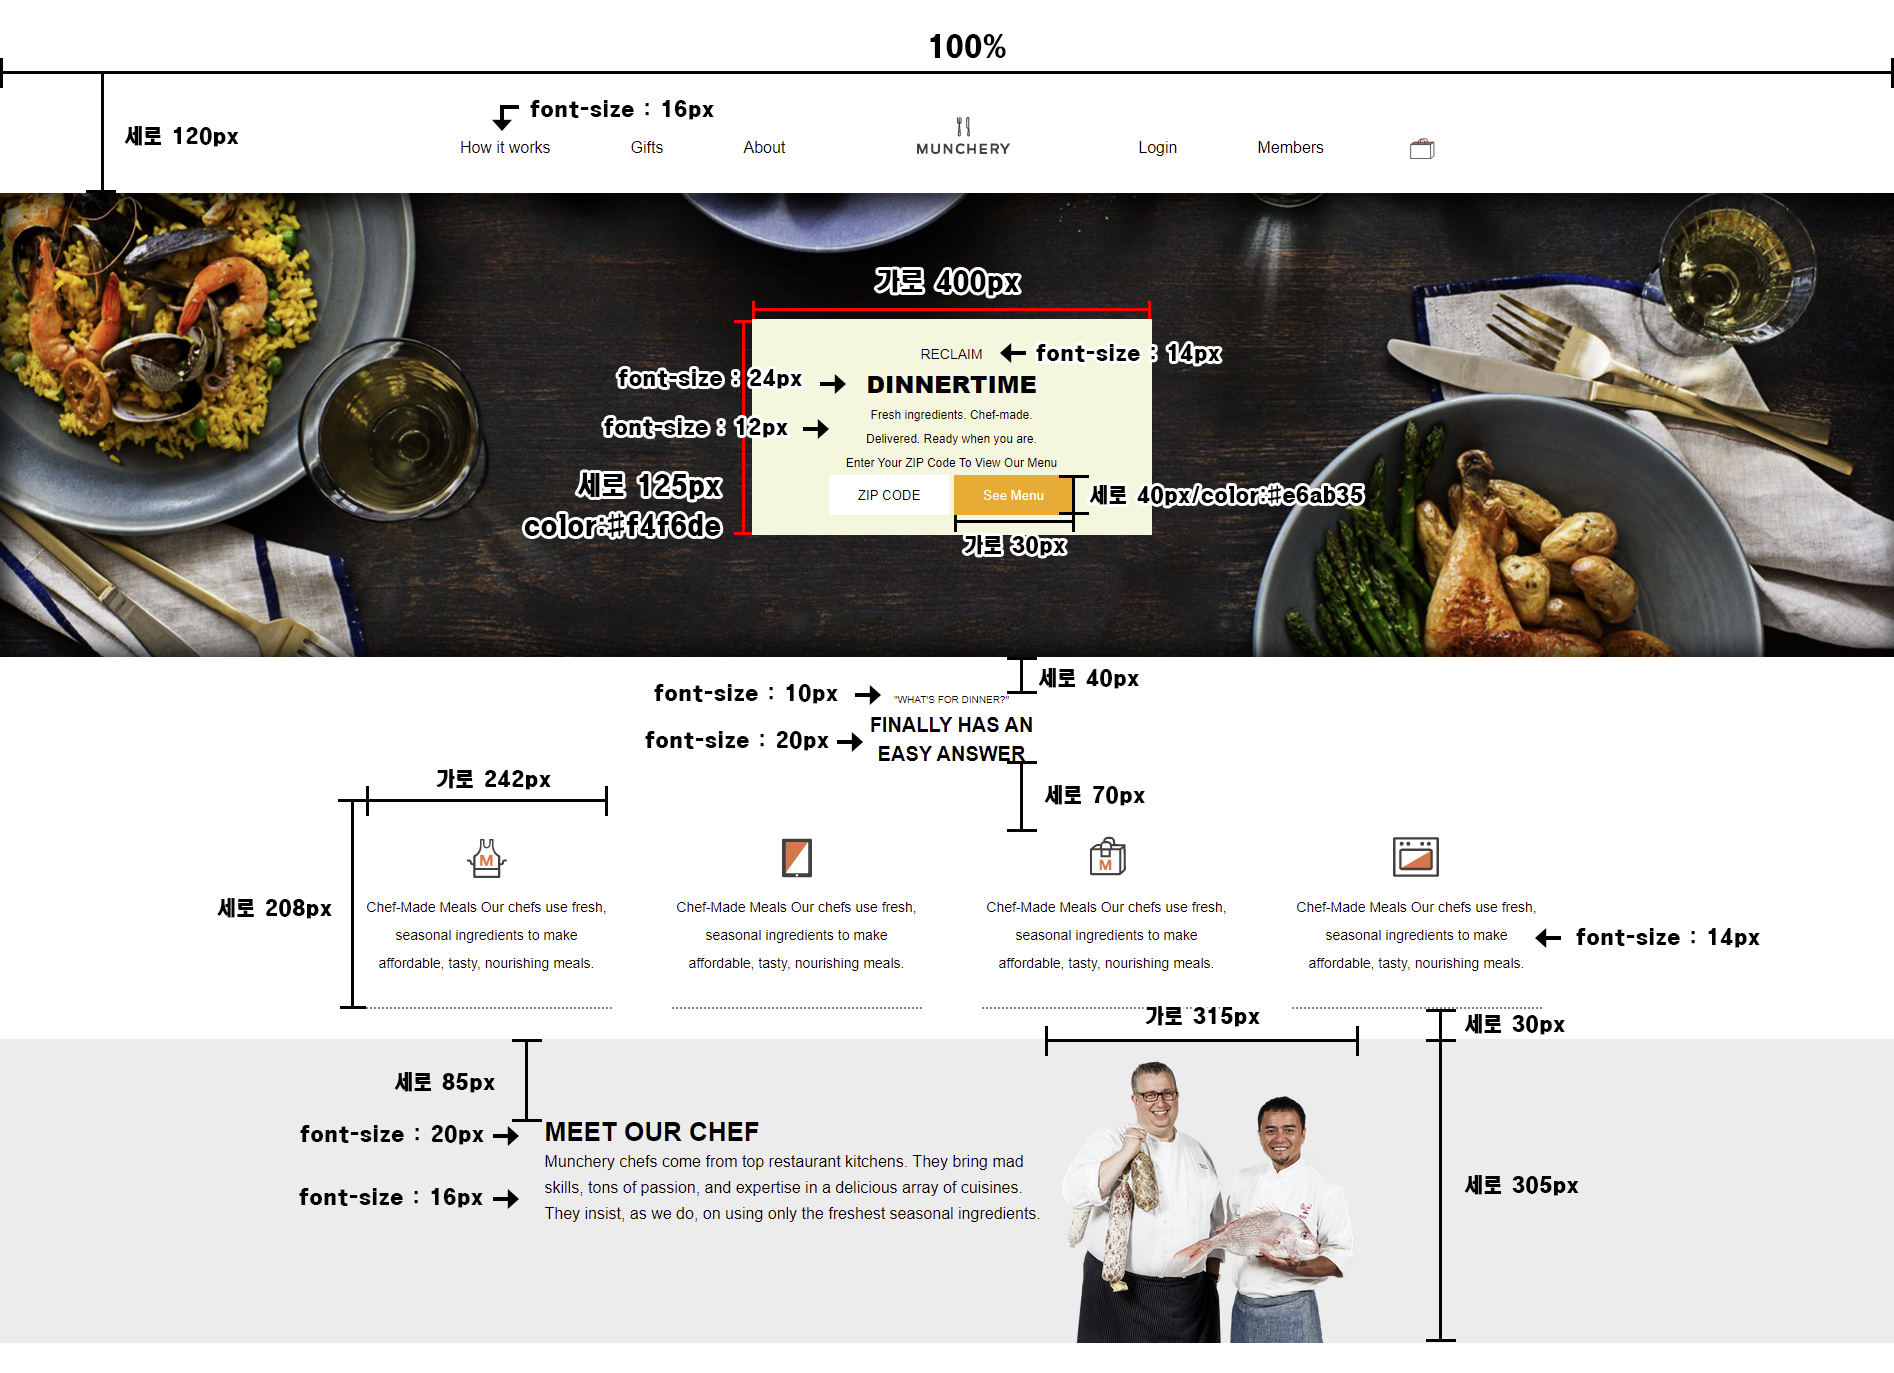 100%
세로 120px
font-size : 16px
How it works
Gifts
About
MUNCHERY
Login
Members
가로 400px
RECLAIM
font-size : 14px
font-size : 24px
DINNERTIME
Fresh ingredients. Chef-made.
font-size : 12px
Delivered. Ready when you are.
Enter Your ZIP Code To View Our Menu
세로 125px
color:#f4f6de
ZIP CODE
See Menu
세로 40px/color:#e6ab35
가로 30px
세로 40px
font-size : 10px
"WHAT'S FOR DINNER?"
font-size : 20px
FINALLY HAS AN
EASY ANSWER
가로 242px
세로 70px
M
M
세로 208px
Chef-Made Meals Our chefs use fresh,
seasonal ingredients to make
affordable, tasty, nourishing meals.
Chef-Made Meals Our chefs use fresh,
seasonal ingredients to make
affordable, tasty, nourishing meals.
Chef-Made Meals Our chefs use fresh,
seasonal ingredients to make
affordable, tasty, nourishing meals.
Chef-Made Meals Our chefs use fresh,
seasonal ingredients to make
affordable, tasty, nourishing meals.
font-size : 14px
가로 315px
세로 30px
세로 85px
font-size : 20px
MEET OUR CHEF
font-size : 16px
Munchery chefs come from top restaurant kitchens. They bring mad
skills, tons of passion, and expertise in a delicious array of cuisines.
They insist, as we do, on using only the freshest seasonal ingredients.
세로 305px